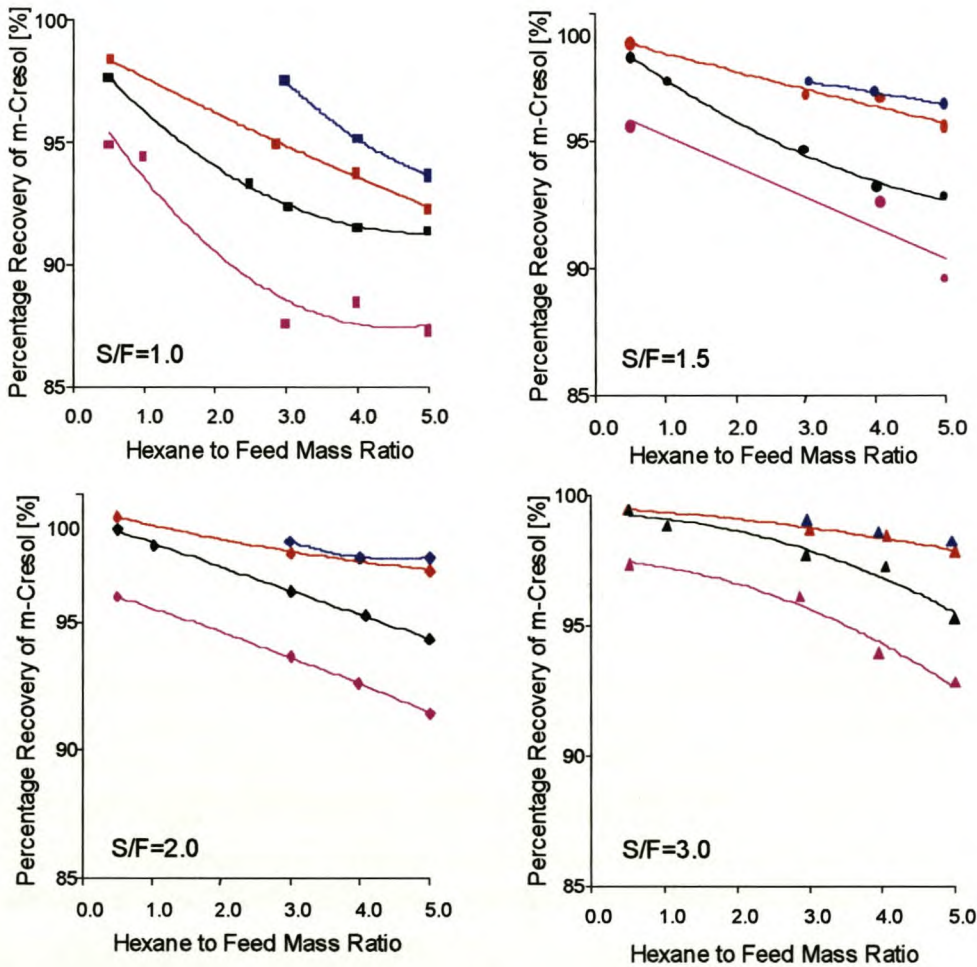 Percentage Recovery of m-Cresol [%]
100
95
90
85
S/F=1.0
0.0 1.0 2.0 3.0 4.0 5.0
Hexane to Feed Mass Ratio
Percentage Recovery of m-Cresol [%]
100
95
90
85
S/F=1.5
0.0 1.0 2.0 3.0 4.0 5.0
Hexane to Feed Mass Ratio
Percentage Recovery of m-Cresol [%]
100
95
90
85
S/F=2.0
0.0 1.0 2.0 3.0 4.0 5.0
Hexane to Feed Mass Ratio
Percentage Recovery of m-Cresol [%]
100
95
90
85
S/F=3.0
0.0 1.0 2.0 3.0 4.0 5.0
Hexane to Feed Mass Ratio